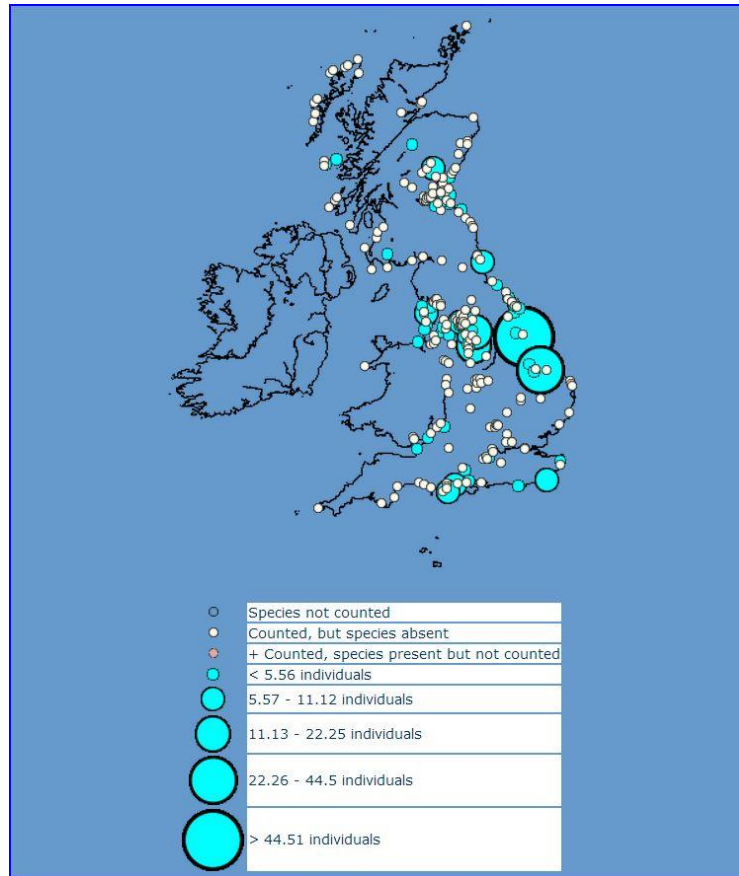 Species not counted
Counted, but species absent
+ Counted, species present but not counted
< 5.56 individuals
5.57 - 11.12 individuals
11.13 - 22.25 individuals
22.26 - 44.5 individuals
> 44.51 individuals